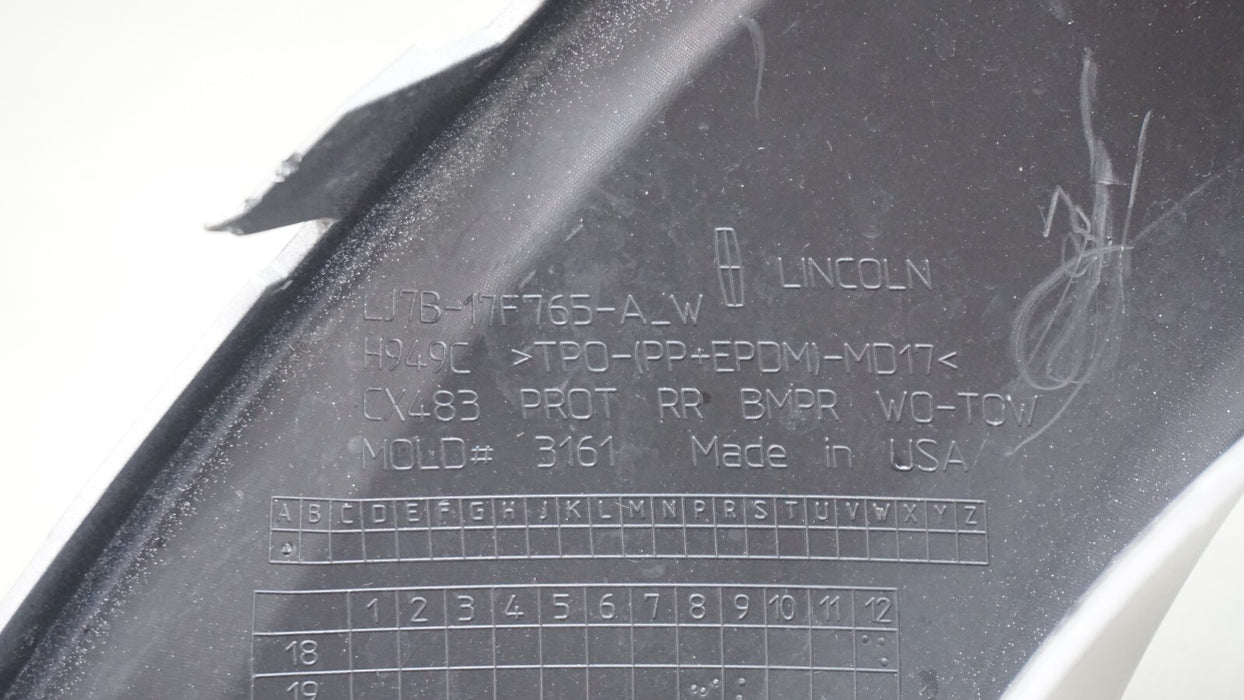 LINCOLN
LJ7B-17F765-A_W
H949C >TPO-(PP+EPDM)-MD17<
CX483 PROT RR BMPR WO-TOW
MOLD# 3161 Made in USA
A B C D E F G H J K L M N P R S T U V W X Y Z
1 2 3 4 5 6 7 8 9 10 11 12
18
19